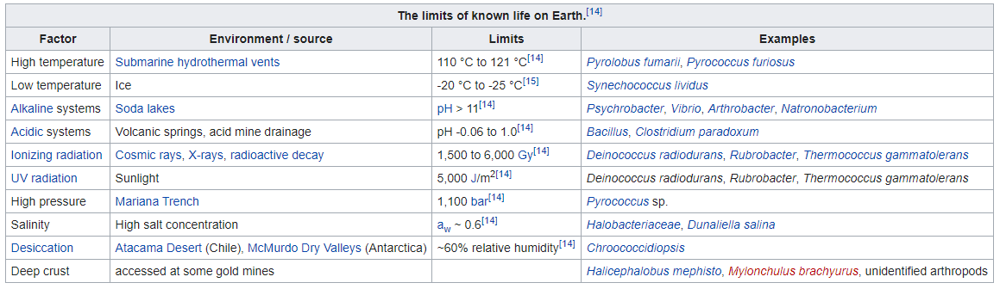 The limits of known life on Earth.[14]
Factor Environment / source Limits Examples
High temperature Submarine hydrothermal vents 110 °C to 121 °C[14] Pyrolobus fumarii, Pyrococcus furiosus
Low temperature Ice -20 °C to -25 °C[15] Synechococcus lividus
Alkaline systems Soda lakes pH > 11[14] Psychrobacter, Vibrio, Arthrobacter, Natronobacterium
Acidic systems Volcanic springs, acid mine drainage pH -0.06 to 1.0[14] Bacillus, Clostridium paradoxum
Ionizing radiation Cosmic rays, X-rays, radioactive decay 1,500 to 6,000 Gy[14] Deinococcus radiodurans, Rubrobacter, Thermococcus gammatolerans
UV radiation Sunlight 5,000 J/m2[14] Deinococcus radiodurans, Rubrobacter, Thermococcus gammatolerans
High pressure Mariana Trench 1,100 bar[14] Pyrococcus sp.
Salinity High salt concentration aw ~ 0.6[14] Halobacteriaceae, Dunaliella salina
Desiccation Atacama Desert (Chile), McMurdo Dry Valleys (Antarctica) ~60% relative humidity[14] Chroococcidiopsis
Deep crust accessed at some gold mines Halicephalobus mephisto, Mylonchulus brachyurus, unidentified arthropods